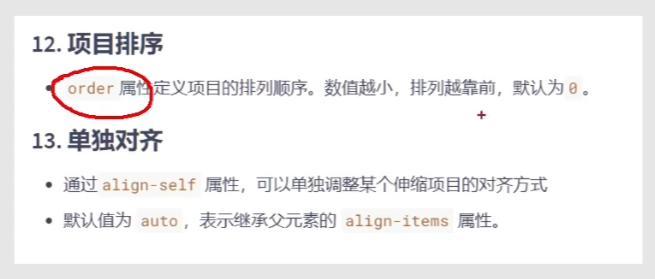 12. 项目排序
order 属性定义项目的排列顺序。数值越小，排列越靠前，默认为 0 。
13. 单独对齐
通过 align-self 属性，可以单独调整某个伸缩项目的对齐方式
默认值为 auto ，表示继承父元素的 align-items 属性。